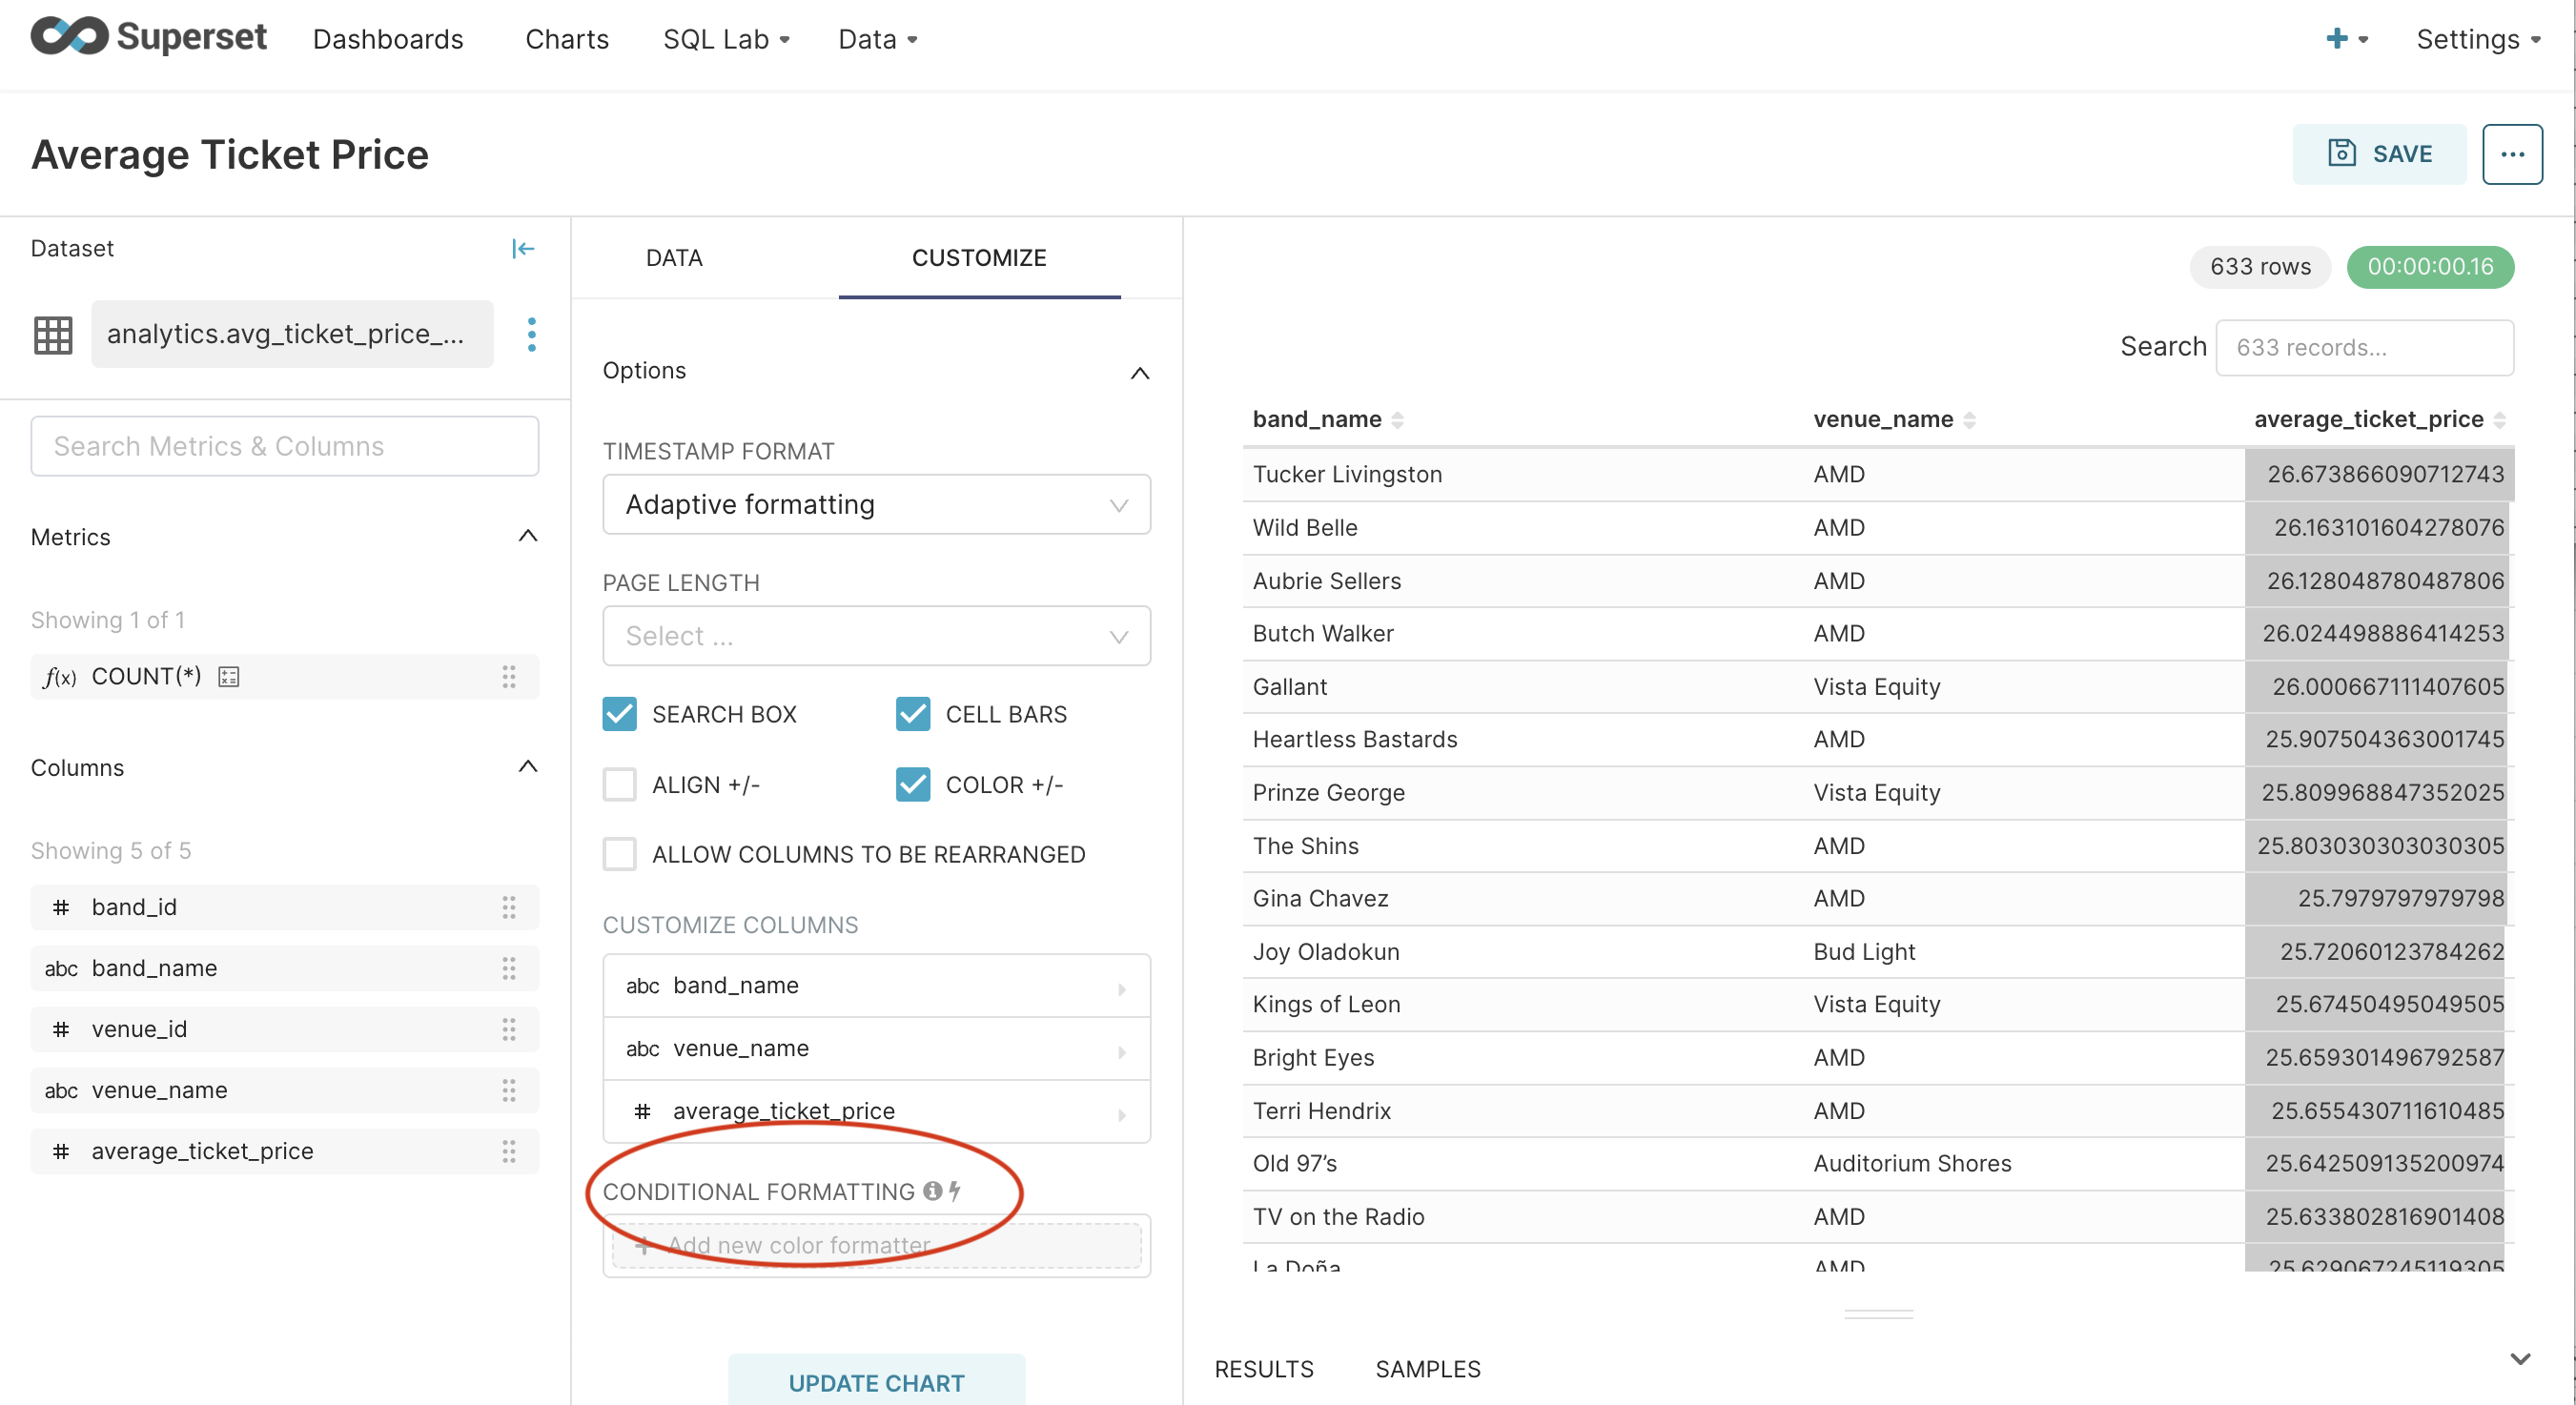 Superset Dashboards Charts SQL Lab Data Settings
Average Ticket Price
SAVE
Dataset
analytics.avg_ticket_price_...
Search Metrics & Columns
Metrics
Showing 1 of 1
f(x) COUNT(*)
Columns
Showing 5 of 5
# band_id
abc band_name
# venue_id
abc venue_name
# average_ticket_price
DATA CUSTOMIZE
Options
TIMESTAMP FORMAT
Adaptive formatting
PAGE LENGTH
Select ...
SEARCH BOX CELL BARS
ALIGN +/- COLOR +/-
ALLOW COLUMNS TO BE REARRANGED
CUSTOMIZE COLUMNS
abc band_name
abc venue_name
# average_ticket_price
CONDITIONAL FORMATTING
+ Add new color formatter
UPDATE CHART
633 rows 00:00:00.16
Search 633 records...
band_name venue_name average_ticket_price
Tucker Livingston AMD 26.673866090712743
Wild Belle AMD 26.163101604278076
Aubrie Sellers AMD 26.128048780487806
Butch Walker AMD 26.024498886414253
Gallant Vista Equity 26.000667111407605
Heartless Bastards AMD 25.907504363001745
Prinze George Vista Equity 25.809968847352025
The Shins AMD 25.803030303030305
Gina Chavez AMD 25.7979797979798
Joy Oladokun Bud Light 25.72060123784262
Kings of Leon Vista Equity 25.67450495049505
Bright Eyes AMD 25.659301496792587
Terri Hendrix AMD 25.655430711610485
Old 97’s Auditorium Shores 25.642509135200974
TV on the Radio AMD 25.633802816901408
La Doña AMD 25.629067245119305
RESULTS SAMPLES